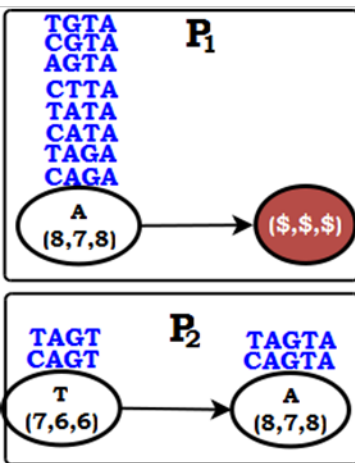 P1
TGTA
CGTA
AGTA
CTTA
TATA
CATA
TAGA
CAGA
A
(8,7,8)
($,$,$)
P2
TAGT
CAGT
T
(7,6,6)
TAGTA
CAGTA
A
(8,7,8)